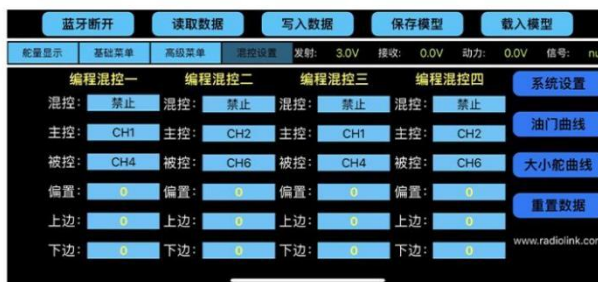 蓝牙断开 读取数据 写入数据 保存模型 载入模型
舵量显示 基础菜单 高级菜单 混控设置 发射: 3.0V 接收: 0.0V 动力: 0.0V 信号: nu
编程混控一 编程混控二 编程混控三 编程混控四 系统设置
混控: 禁止 混控: 禁止 混控: 禁止 混控: 禁止
主控: CH1 主控: CH2 主控: CH1 主控: CH2 油门曲线
被控: CH4 被控: CH6 被控: CH4 被控: CH6 大小舵曲线
偏置: 0 偏置: 0 偏置: 0 偏置: 0
上边: 0 上边: 0 上边: 0 上边: 0 重置数据
下边: 0 下边: 0 下边: 0 下边: 0 www.radiolink.com